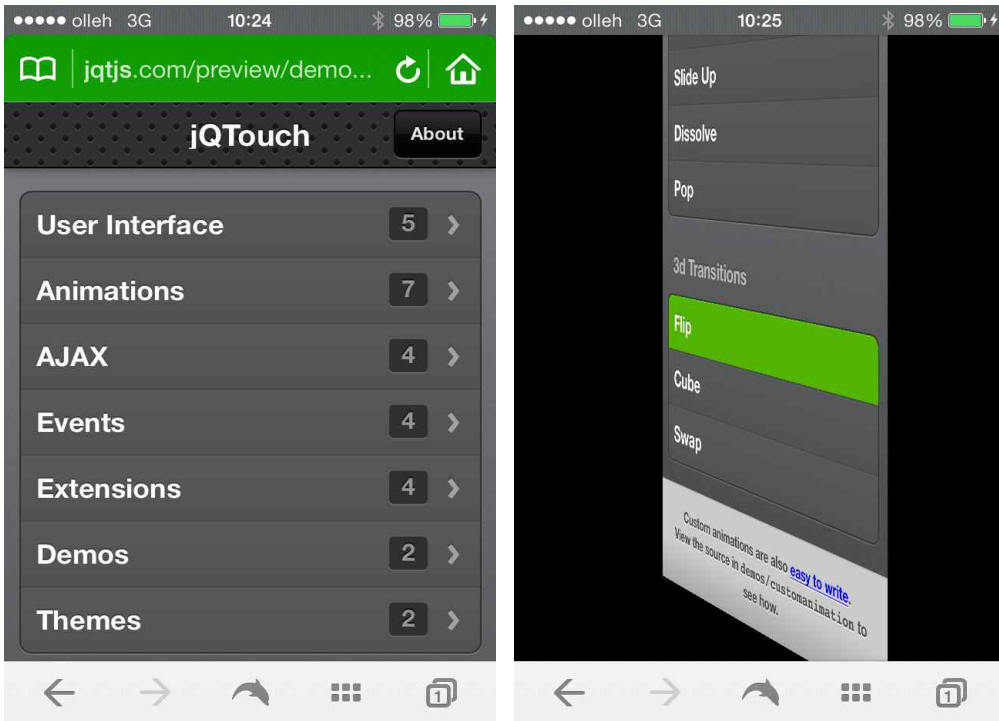 olleh 3G 10:24 98%
jqtjs.com/preview/demo...
jQTouch About
User Interface 5
Animations 7
AJAX 4
Events 4
Extensions 4
Demos 2
Themes 2
1
olleh 3G 10:25 98%
Slide Up
Dissolve
Pop
3d Transitions
Flip
Cube
Swap
Custom animations are also easy to write.
View the source in demos/customanimation to
see how.
1